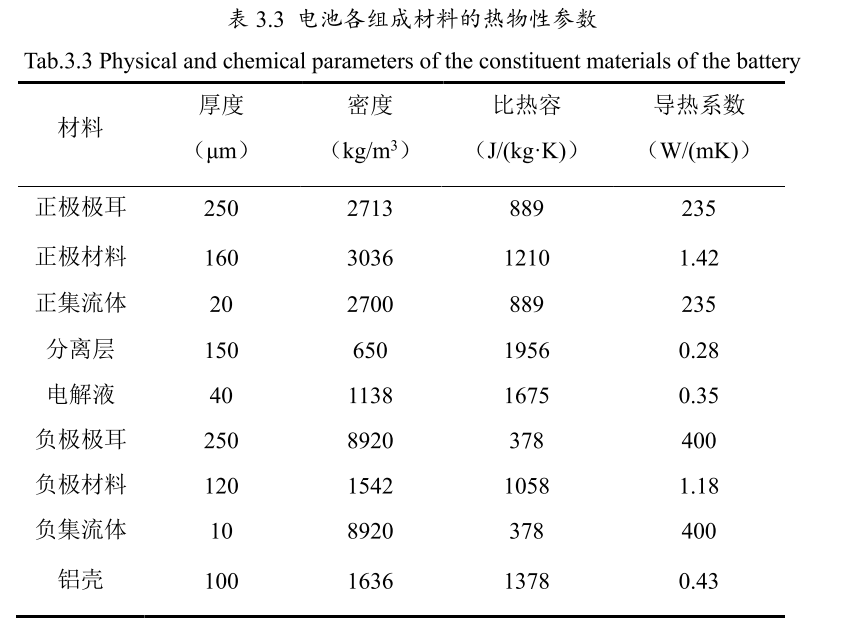 表 3.3 电池各组成材料的热物性参数
Tab.3.3 Physical and chemical parameters of the constituent materials of the battery
材料 厚度 (μm) 密度 (kg/m³) 比热容 (J/(kg·K)) 导热系数 (W/(mK))
正极极耳 250 2713 889 235
正极材料 160 3036 1210 1.42
正集流体 20 2700 889 235
分离层 150 650 1956 0.28
电解液 40 1138 1675 0.35
负极极耳 250 8920 378 400
负极材料 120 1542 1058 1.18
负集流体 10 8920 378 400
铝壳 100 1636 1378 0.43